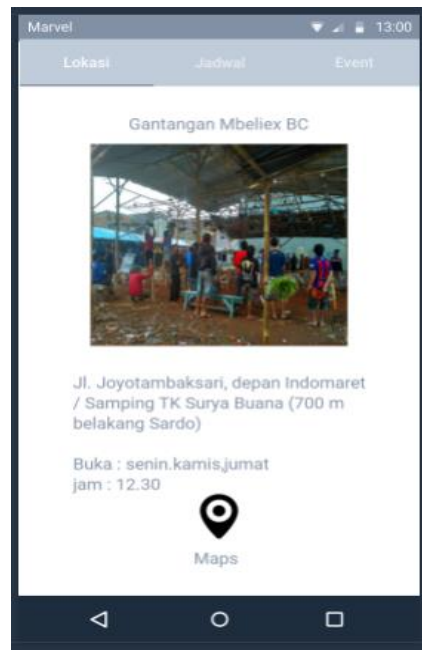 Marvel 13:00
Lokasi Jadwal Event
Gantangan Mbeliex BC
Jl. Joyotambaksari, depan Indomaret
/ Samping TK Surya Buana (700 m
belakang Sardo)
Buka : senin.kamis,jumat
jam : 12.30
Maps